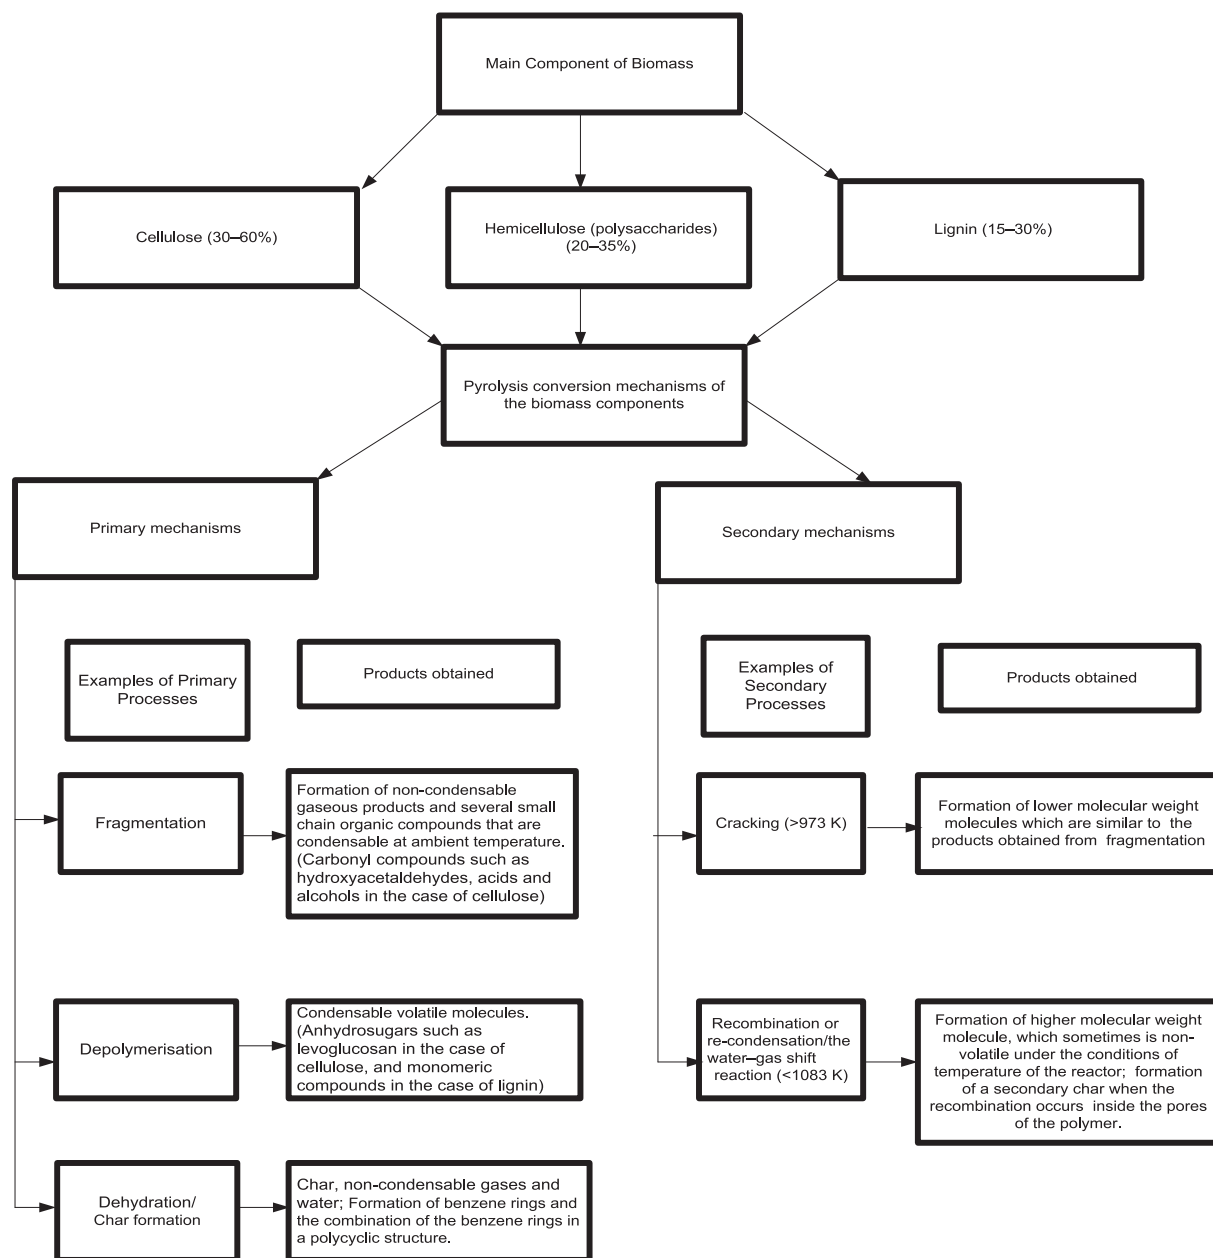 Main Component of Biomass
Cellulose (30–60%)
Hemicellulose (polysaccharides)
(20–35%)
Lignin (15–30%)
Pyrolysis conversion mechanisms of
the biomass components
Primary mechanisms
Secondary mechanisms
Examples of Primary
Processes
Products obtained
Examples of
Secondary
Processes
Products obtained
Fragmentation
Formation of non-condensable
gaseous products and several small
chain organic compounds that are
condensable at ambient temperature.
(Carbonyl compounds such as
hydroxyacetaldehydes, acids and
alcohols in the case of cellulose)
Cracking (>973 K)
Formation of lower molecular weight
molecules which are similar to the
products obtained from fragmentation
Depolymerisation
Condensable volatile molecules.
(Anhydrosugars such as
levoglucosan in the case of
cellulose, and monomeric
compounds in the case of lignin)
Recombination or
re-condensation/the
water–gas shift
reaction (<1083 K)
Formation of higher molecular weight
molecule, which sometimes is non-
volatile under the conditions of
temperature of the reactor; formation
of a secondary char when the
recombination occurs inside the pores
of the polymer.
Dehydration/
Char formation
Char, non-condensable gases and
water; Formation of benzene rings and
the combination of the benzene rings in
a polycyclic structure.